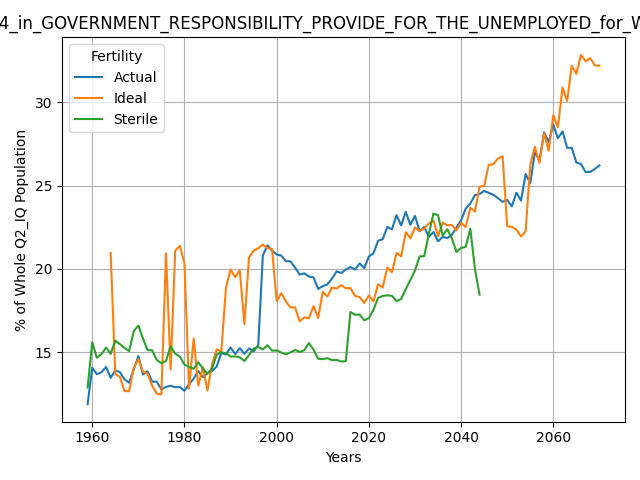 4_in_GOVERNMENT_RESPONSIBILITY_PROVIDE_FOR_THE_UNEMPLOYED_for_W
Fertility
Actual
Ideal
Sterile
% of Whole Q2_IQ Population
30
25
20
15
1960
1980
2000
2020
2040
2060
Years